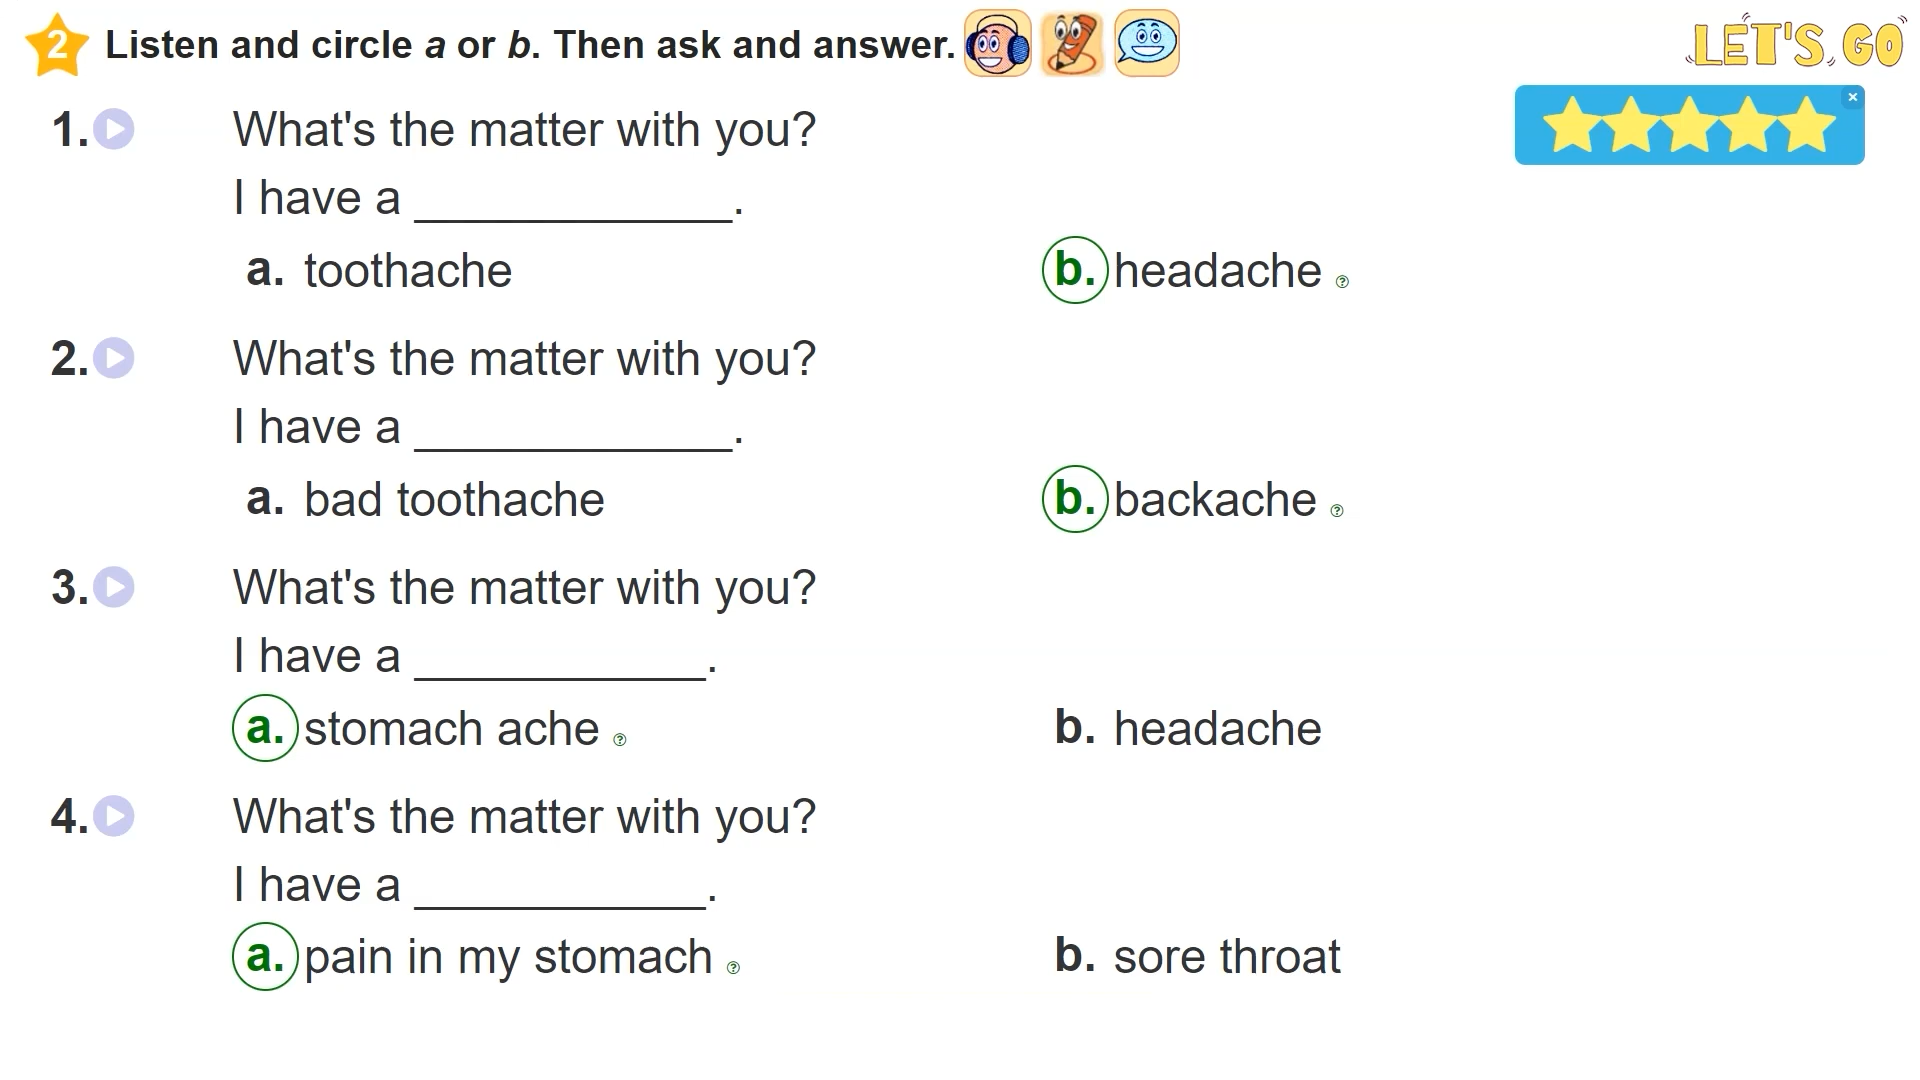 2 Listen and circle a or b. Then ask and answer.
LET'S GO
1. What's the matter with you?
I have a ____________.
a. toothache b. headache
2. What's the matter with you?
I have a ____________.
a. bad toothache b. backache
3. What's the matter with you?
I have a ___________.
a. stomach ache b. headache
4. What's the matter with you?
I have a ___________.
a. pain in my stomach b. sore throat